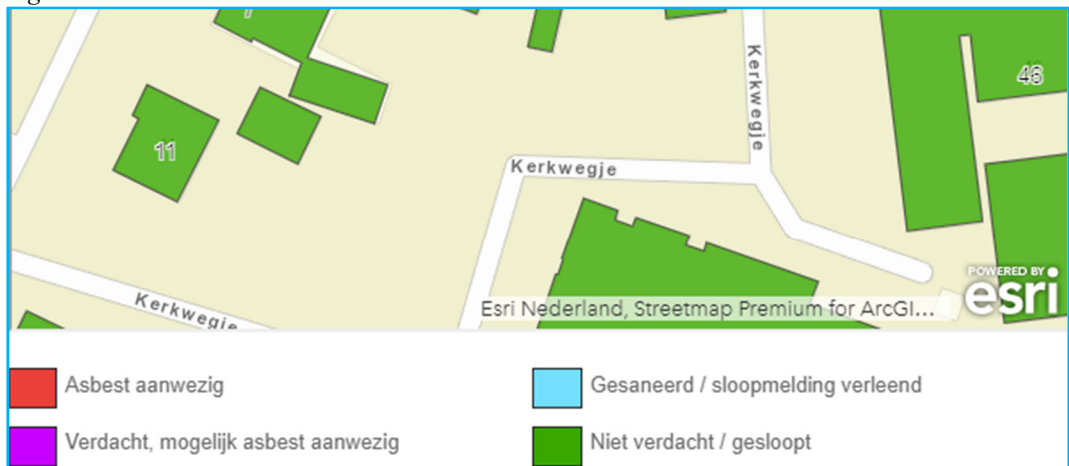 46
Kerkwegje
11
Kerkwegje
Kerkwegje
POWERED BY
esri
Esri Nederland, Streetmap Premium for ArcGI...
Asbest aanwezig
Gesaneerd / sloopmelding verleend
Verdacht, mogelijk asbest aanwezig
Niet verdacht / gesloopt